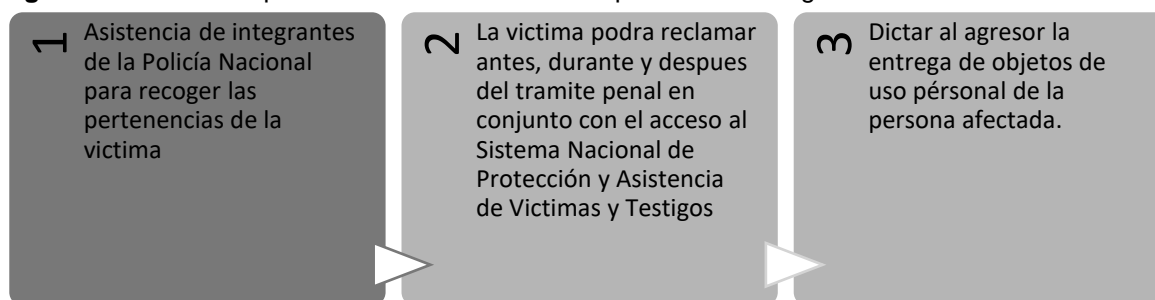 1
Asistencia de integrantes
de la Policía Nacional
para recoger las
pertenencias de la
victima
2
La victima podra reclamar
antes, durante y despues
del tramite penal en
conjunto con el acceso al
Sistema Nacional de
Protección y Asistencia
de Victimas y Testigos
3
Dictar al agresor la
entrega de objetos de
uso pérsonal de la
persona afectada.